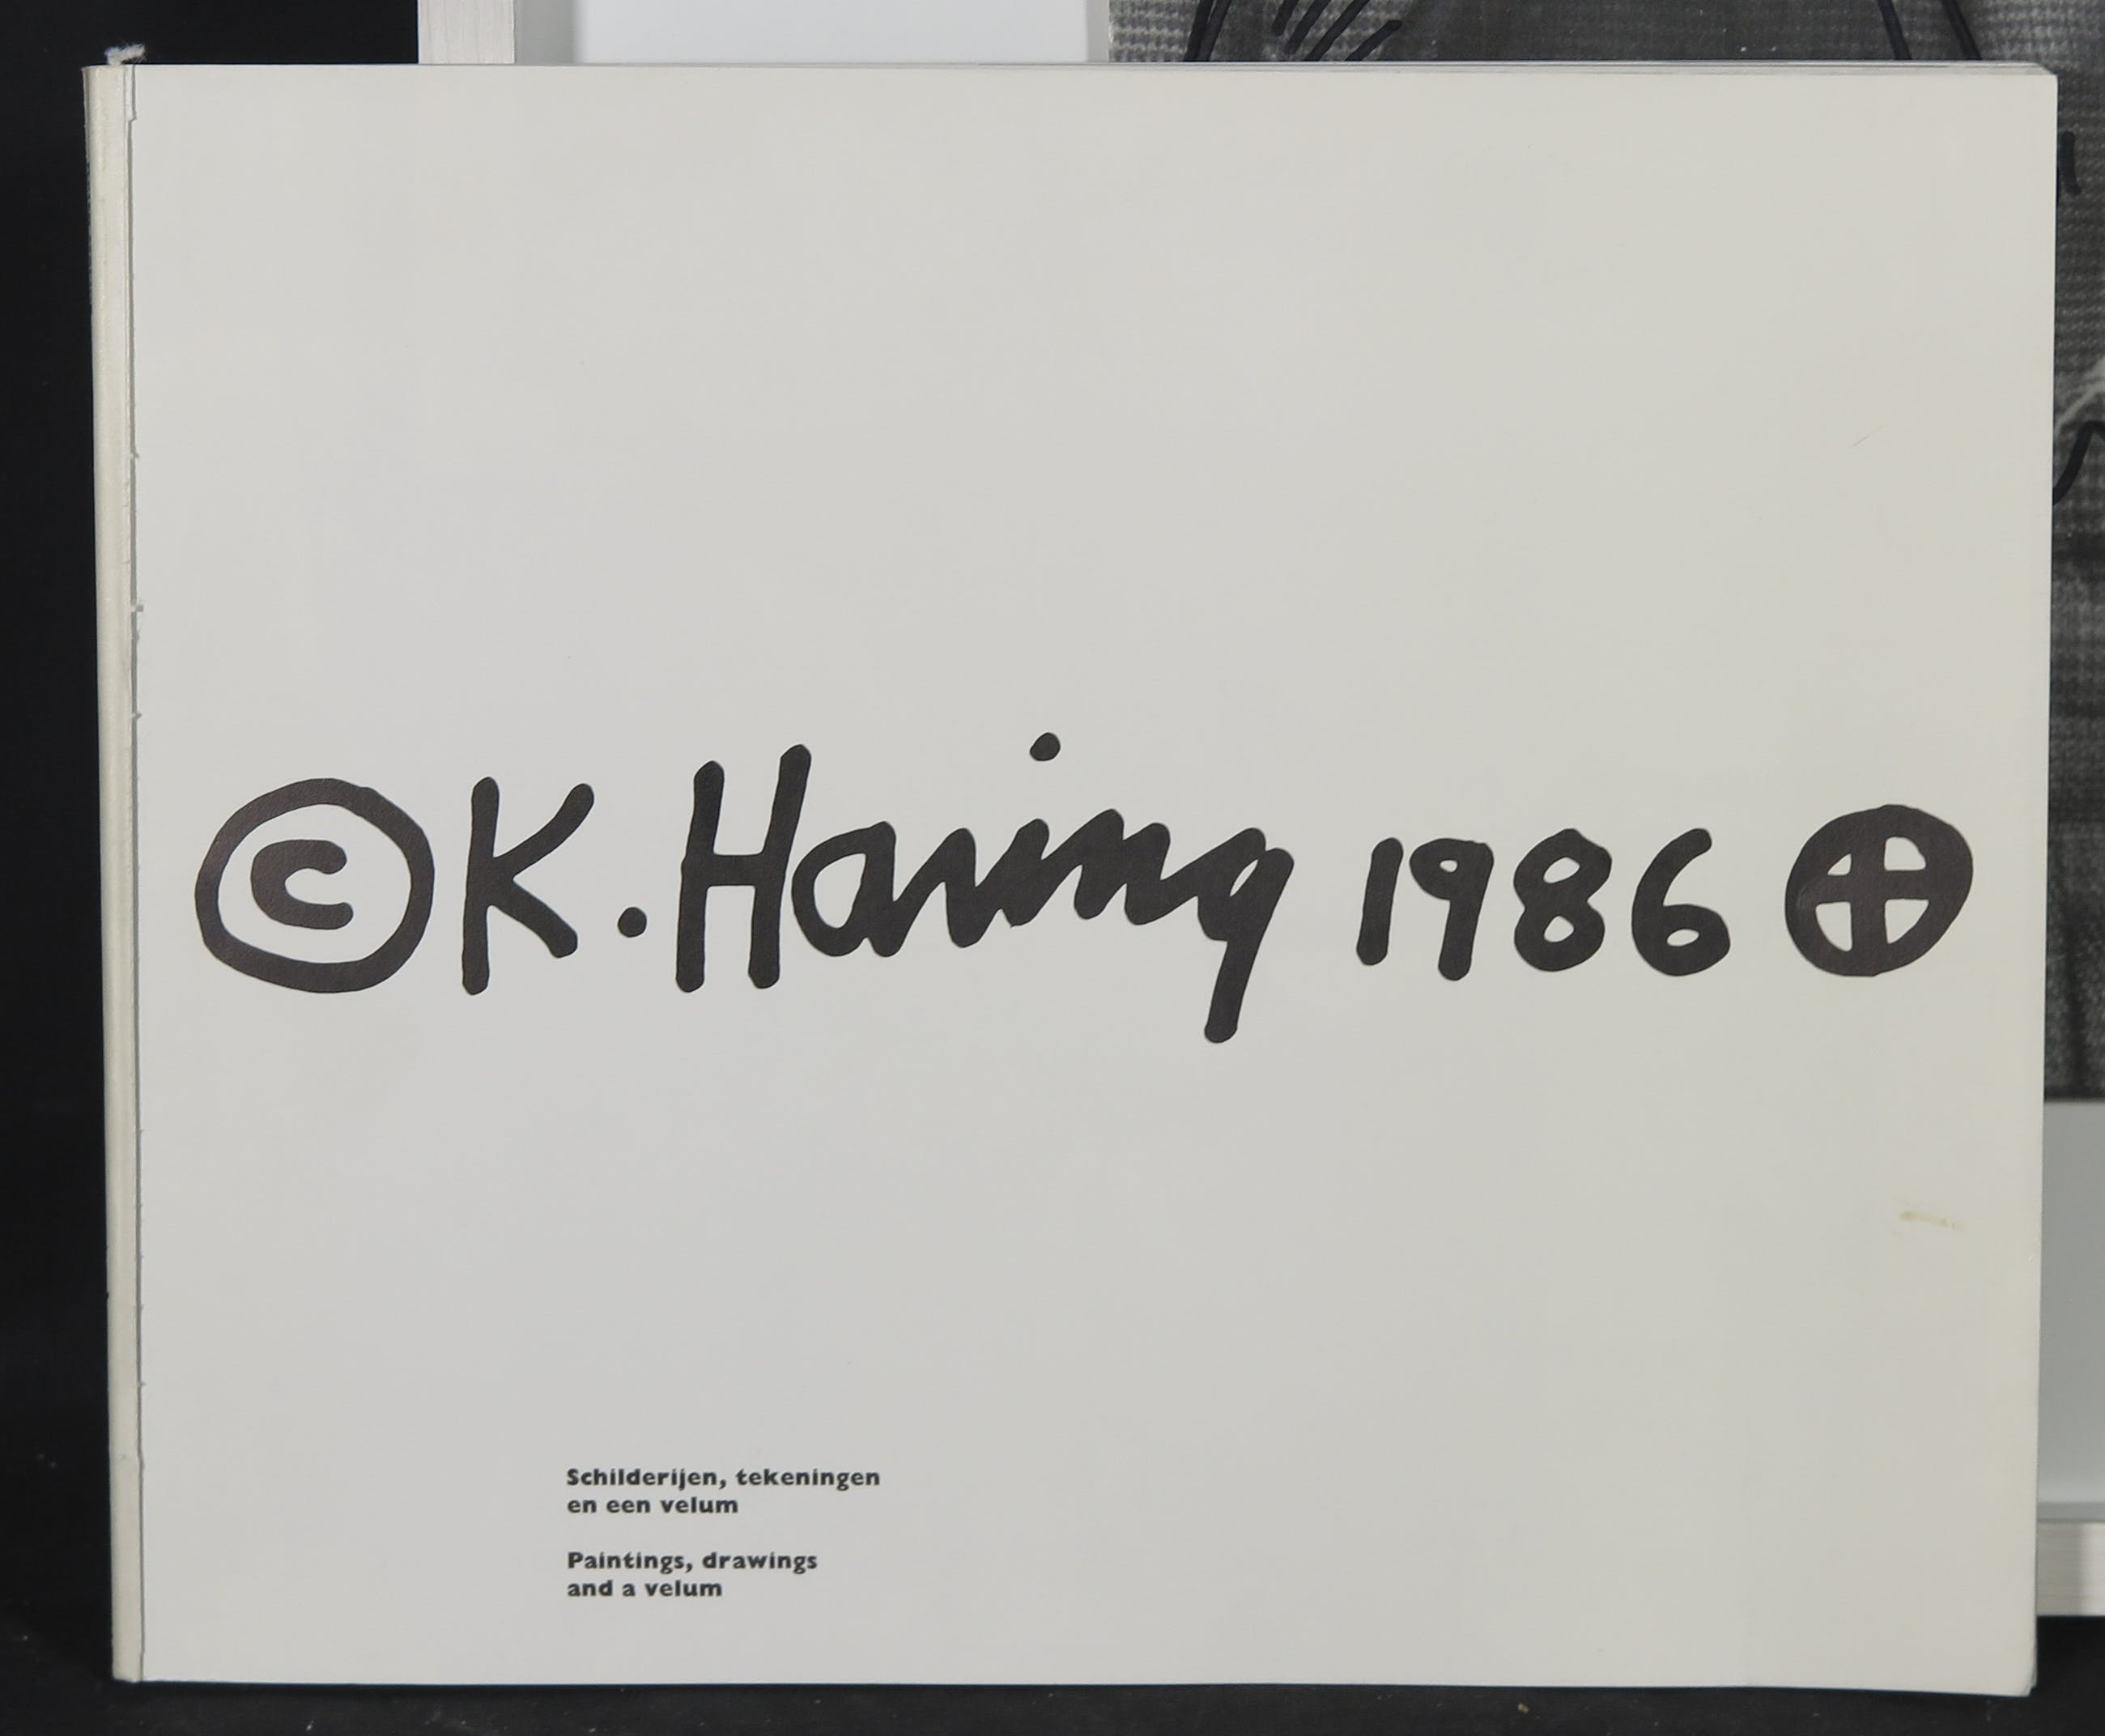 © K. Haring 1986 ⊕
Schilderijen, tekeningen
en een velum
Paintings, drawings
and a velum